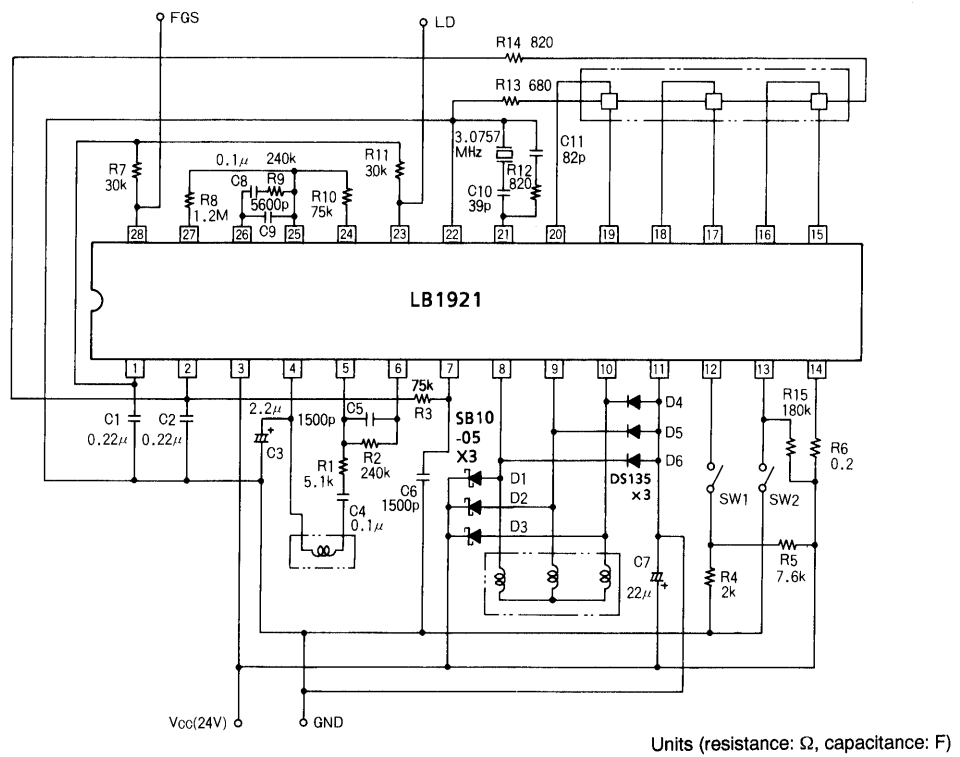 FGS
LD
R14 820
R13 680
3.0757
MHz
C11
82p
R7
30k
0.1μ 240k
R11
30k
C8 R9
5600p
C9
R8
1.2M
R10
75k
R12
820
C10
39p
28 27 26 25 24 23 22 21 20 19 18 17 16 15
LB1921
1 2 3 4 5 6 7 8 9 10 11 12 13 14
75k
R3
C1
0.22μ
C2
0.22μ
2.2μ
+
C3
1500p
C5
R2
240k
R1
5.1k
C4
0.1μ
C6
1500p
SB10
-05
X3
D1
D2
D3
D4
D5
D6
DS135
×3
C7
22μ
+
SW1
SW2
R15
180k
R6
0.2
R5
7.6k
R4
2k
Vcc(24V)
GND
Units (resistance: Ω, capacitance: F)